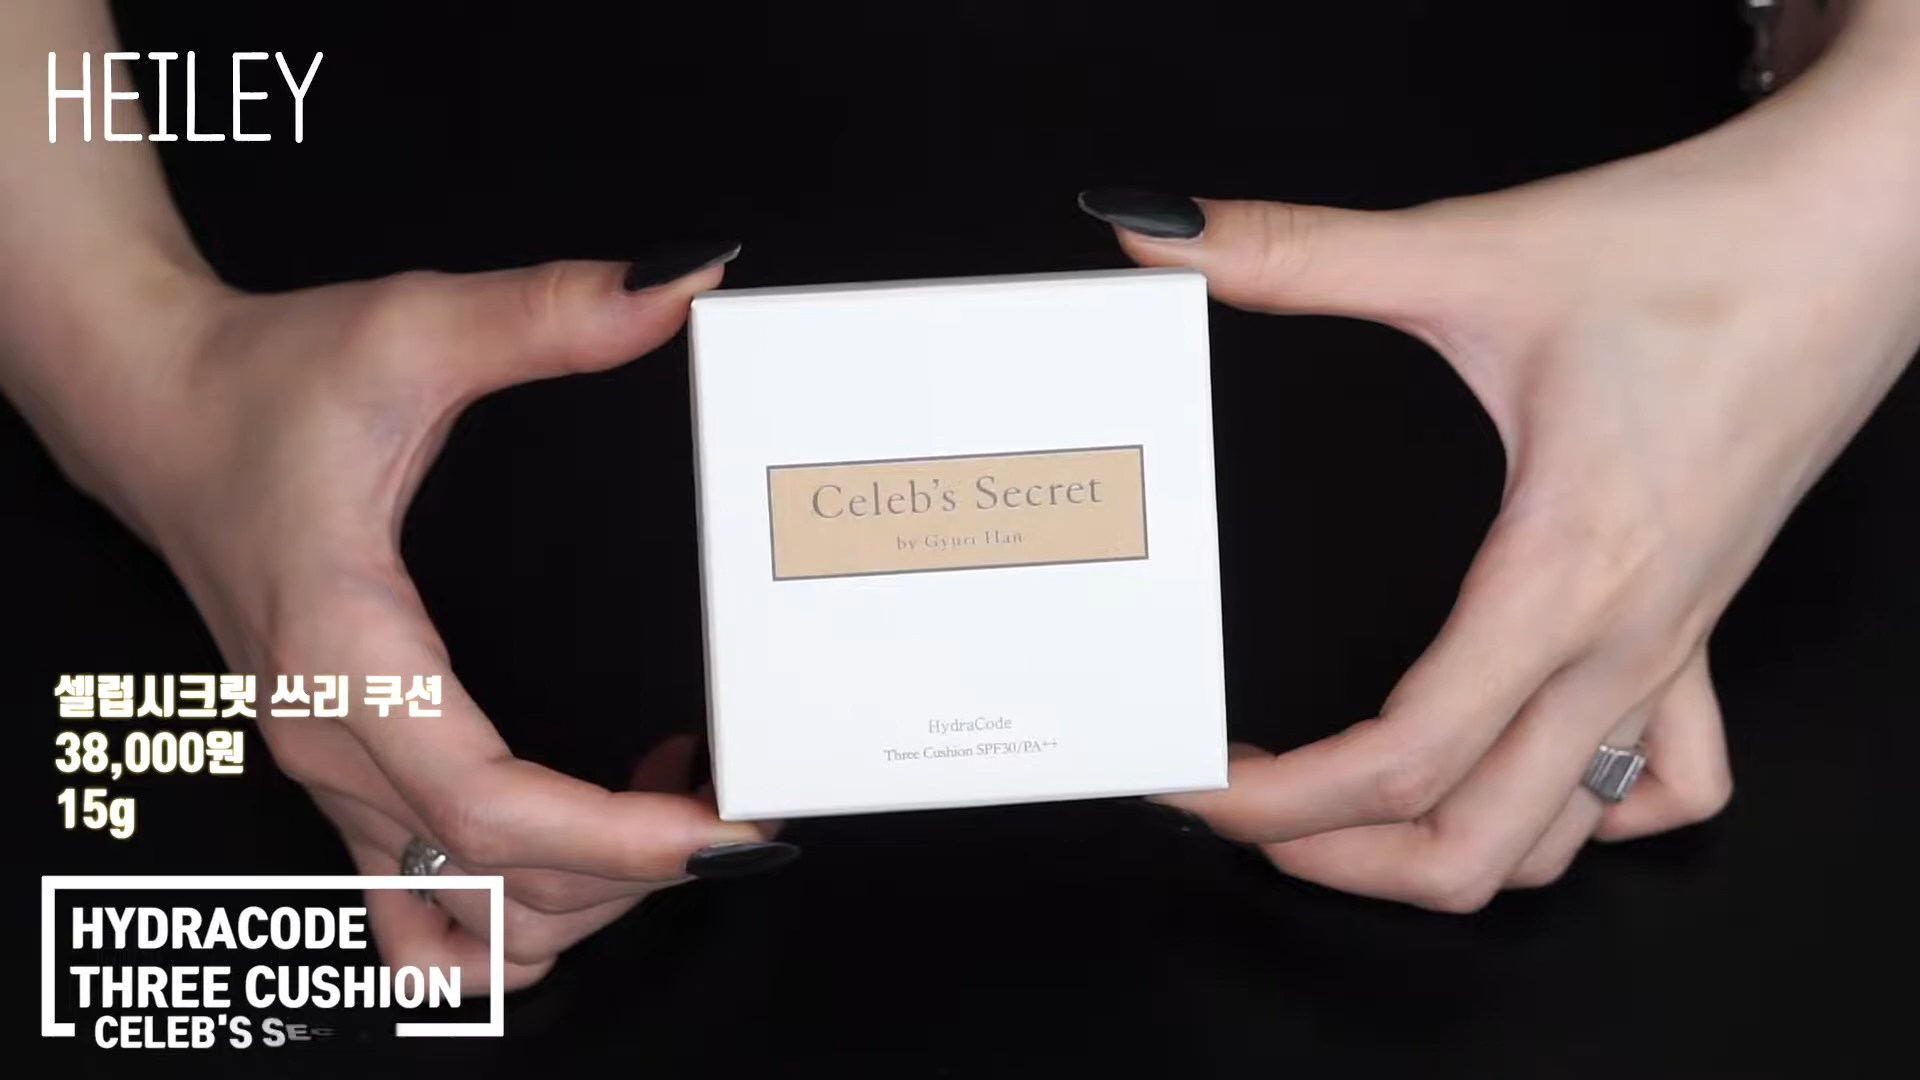 HEILEY
Celeb's Secret
by Gyuri Han
HydraCode
Three Cushion SPF30/PA++
셀럽시크릿 쓰리 쿠션
38,000원
15g
HYDRACODE
THREE CUSHION
CELEB'S